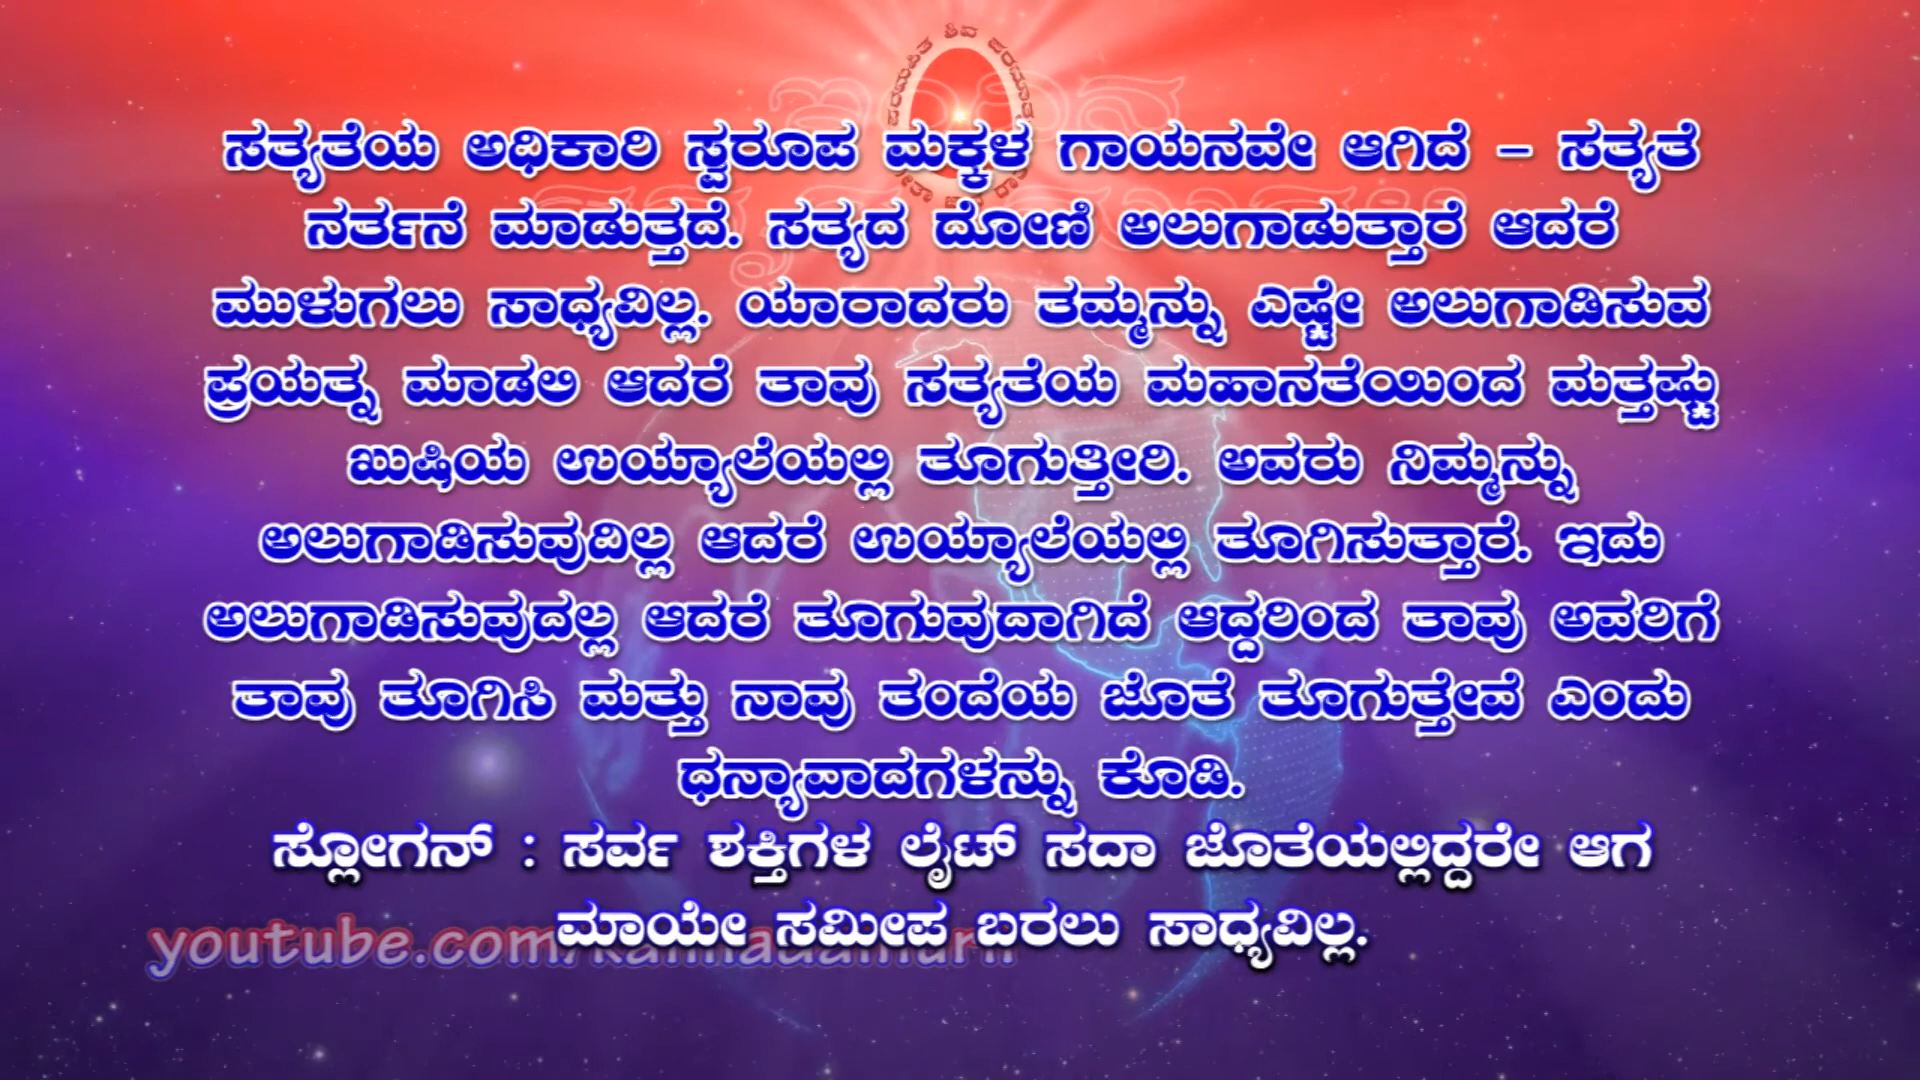 ಸತ್ಯತೆಯ ಅಧಿಕಾರಿ ಸ್ವರೂಪ ಮಕ್ಕಳ ಗಾಯನವೇ ಆಗಿದೆ – ಸತ್ಯತೆ
ನರ್ತನೆ ಮಾಡುತ್ತದೆ. ಸತ್ಯದ ದೋಣಿ ಅಲುಗಾಡುತ್ತಾರೆ ಆದರೆ
ಮುಳುಗಲು ಸಾಧ್ಯವಿಲ್ಲ. ಯಾರಾದರು ತಮ್ಮನ್ನು ಎಷ್ಟೇ ಅಲುಗಾಡಿಸುವ
ಪ್ರಯತ್ನ ಮಾಡಲಿ ಆದರೆ ತಾವು ಸತ್ಯತೆಯ ಮಹಾನತೆಯಿಂದ ಮತ್ತಷ್ಟು
ಖುಷಿಯ ಉಯ್ಯಾಲೆಯಲ್ಲಿ ತೂಗುತ್ತೀರಿ. ಅವರು ನಿಮ್ಮನ್ನು
ಅಲುಗಾಡಿಸುವುದಿಲ್ಲ ಆದರೆ ಉಯ್ಯಾಲೆಯಲ್ಲಿ ತೂಗಿಸುತ್ತಾರೆ. ಇದು
ಅಲುಗಾಡಿಸುವುದಲ್ಲ ಆದರೆ ತೂಗುವುದಾಗಿದೆ ಆದ್ದರಿಂದ ತಾವು ಅವರಿಗೆ
ತಾವು ತೂಗಿಸಿ ಮತ್ತು ನಾವು ತಂದೆಯ ಜೊತೆ ತೂಗುತ್ತೇವೆ ಎಂದು
ಧನ್ಯಾವಾದಗಳನ್ನು ಕೊಡಿ.
ಸ್ಲೋಗನ್ : ಸರ್ವ ಶಕ್ತಿಗಳ ಲೈಟ್ ಸದಾ ಜೊತೆಯಲ್ಲಿದ್ದರೇ ಆಗ
ಮಾಯೇ ಸಮೀಪ ಬರಲು ಸಾಧ್ಯವಿಲ್ಲ.
youtube.com/